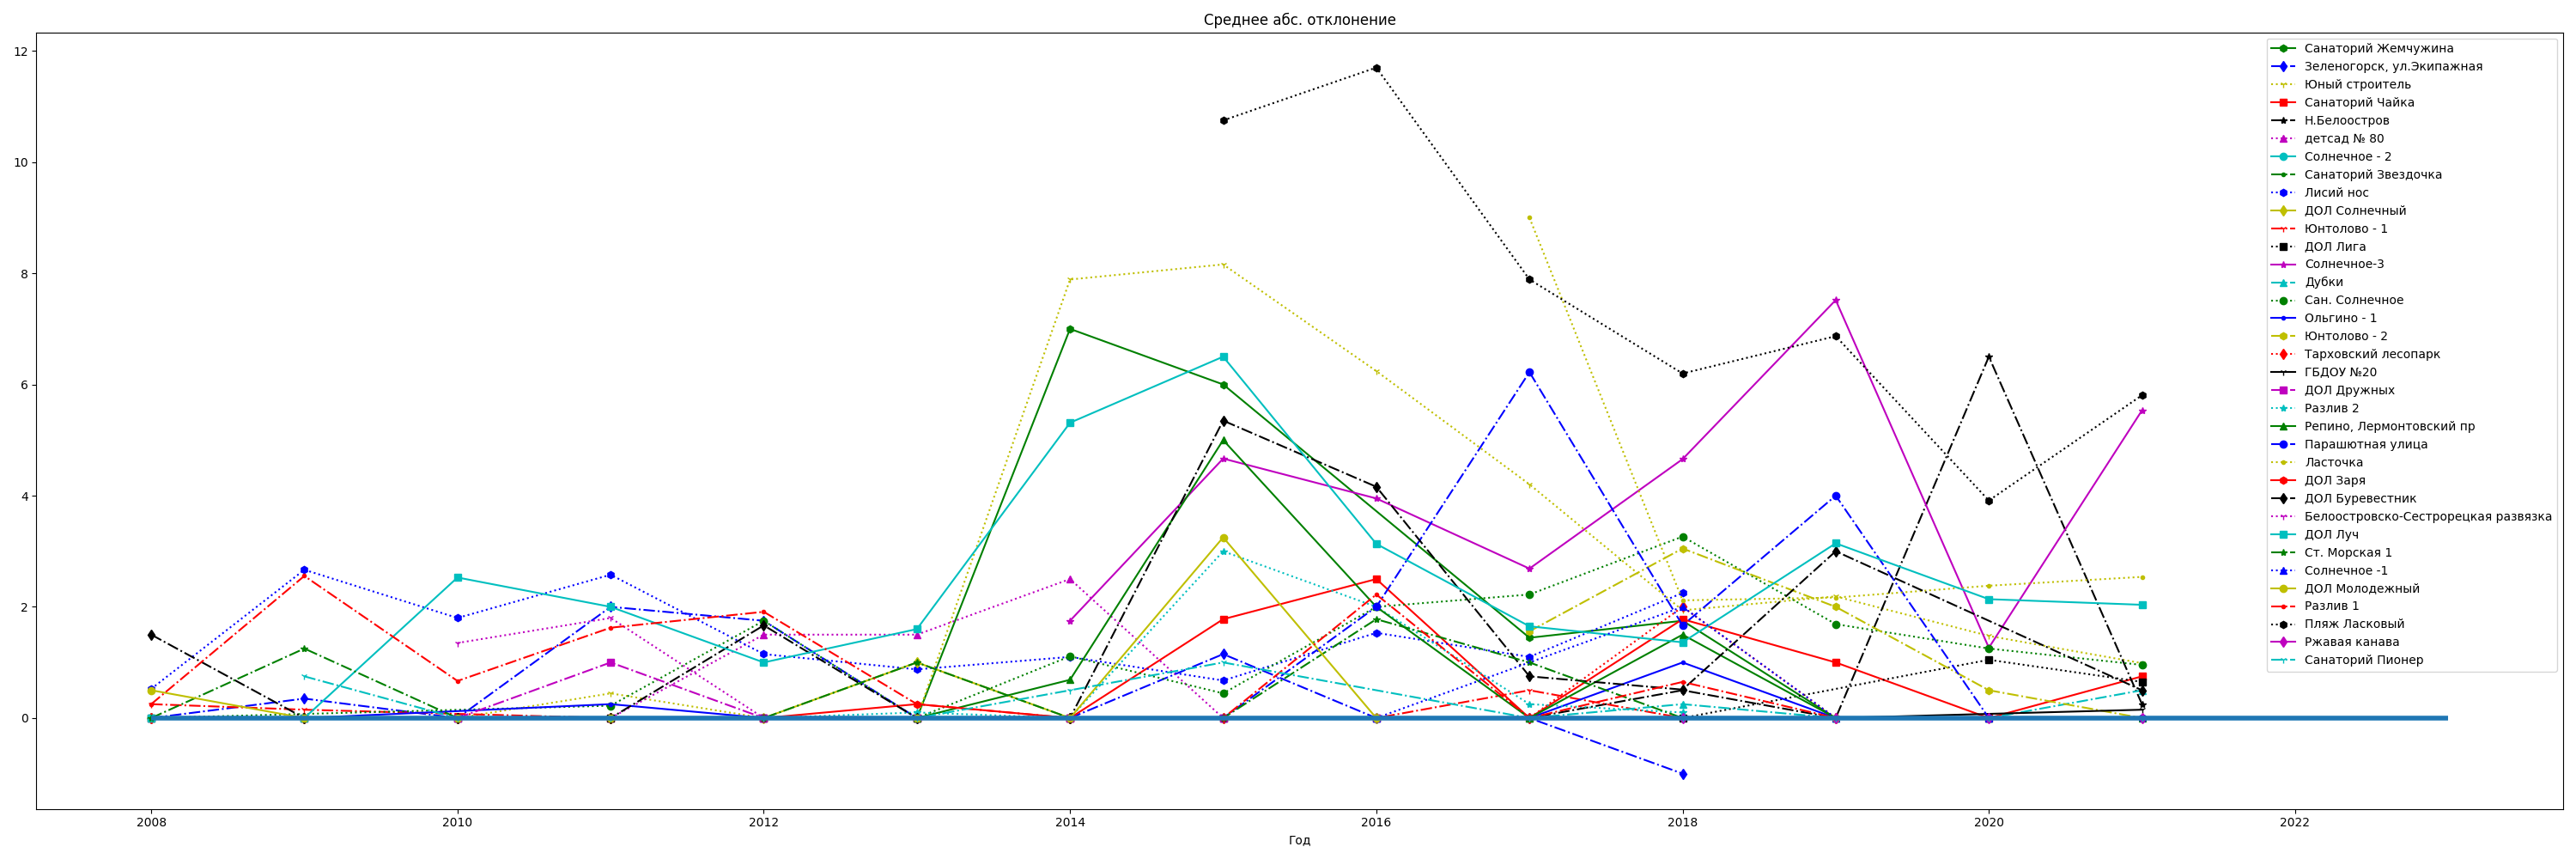 Среднее абс. отклонение
12
10
8
6
4
2
0
2008 2010 2012 2014 2016 2018 2020 2022
Год
Санаторий Жемчужина
Зеленогорск, ул.Экипажная
Юный строитель
Санаторий Чайка
Н.Белоостров
детсад № 80
Солнечное - 2
Санаторий Звездочка
Лисий нос
ДОЛ Солнечный
Юнтолово - 1
ДОЛ Лига
Солнечное-3
Дубки
Сан. Солнечное
Ольгино - 1
Юнтолово - 2
Тарховский лесопарк
ГБДОУ №20
ДОЛ Дружных
Разлив 2
Репино, Лермонтовский пр
Парашютная улица
Ласточка
ДОЛ Заря
ДОЛ Буревестник
Белоостровско-Сестрорецкая развязка
ДОЛ Луч
Ст. Морская 1
Солнечное -1
ДОЛ Молодежный
Разлив 1
Пляж Ласковый
Ржавая канава
Санаторий Пионер